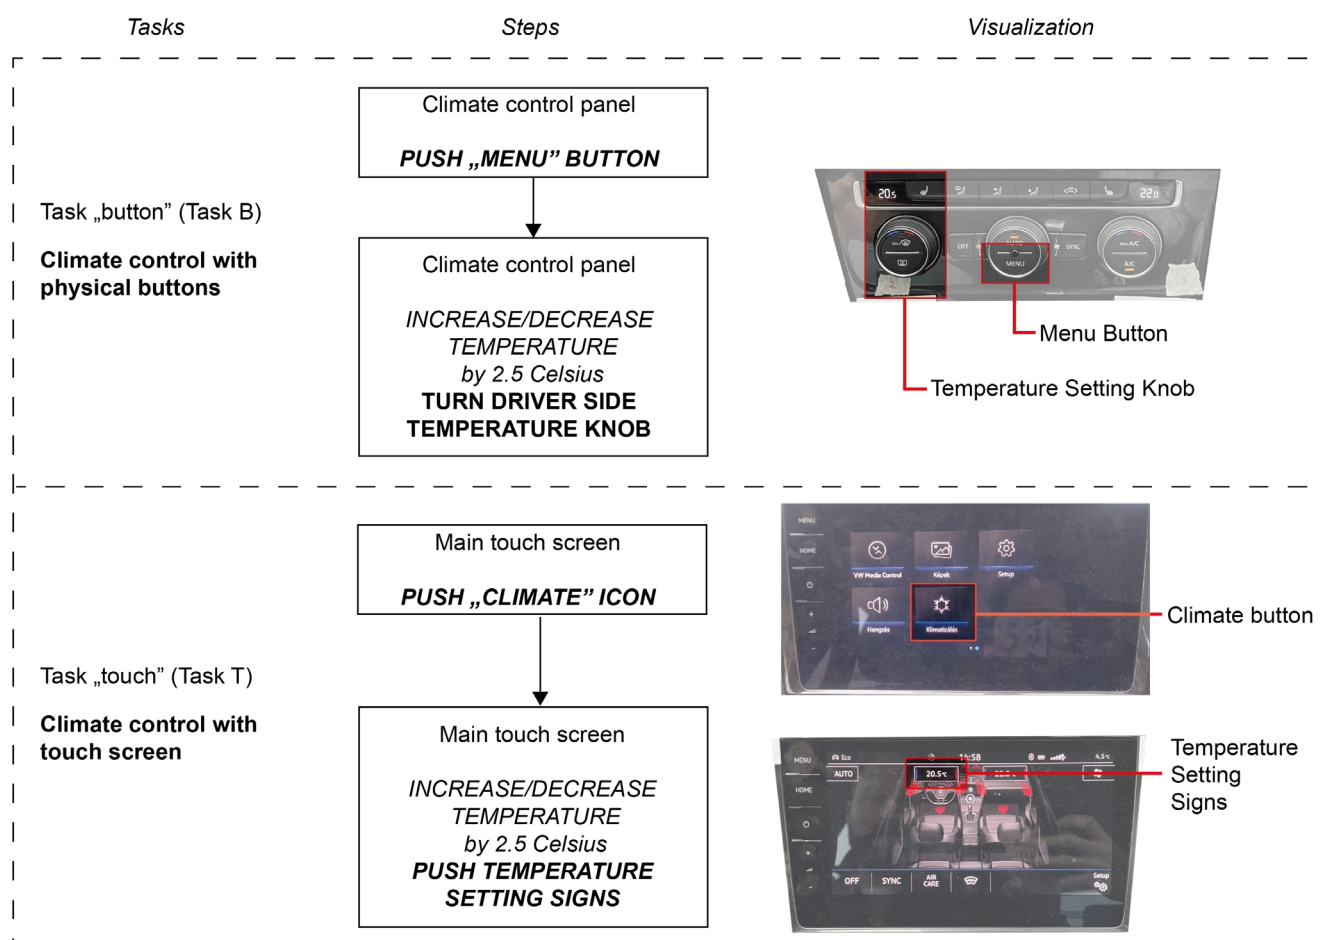 Tasks
Steps
Visualization
Task „button” (Task B)
Climate control with
physical buttons
Climate control panel
PUSH „MENU” BUTTON
Climate control panel
INCREASE/DECREASE
TEMPERATURE
by 2.5 Celsius
TURN DRIVER SIDE
TEMPERATURE KNOB
20.5
22.0
OFF
AUTO
MENU
SYNC
MAX A/C
A/C
Menu Button
Temperature Setting Knob
Task „touch” (Task T)
Climate control with
touch screen
Main touch screen
PUSH „CLIMATE” ICON
Main touch screen
INCREASE/DECREASE
TEMPERATURE
by 2.5 Celsius
PUSH TEMPERATURE
SETTING SIGNS
MENU
HOME
VW Media Control
Képek
Setup
Hangzás
Klimatizálás
Climate button
MENU
Eco
4.5°C
AUTO
20.5°C
HOME
OFF
SYNC
AIR
CARE
Setup
Temperature
Setting
Signs